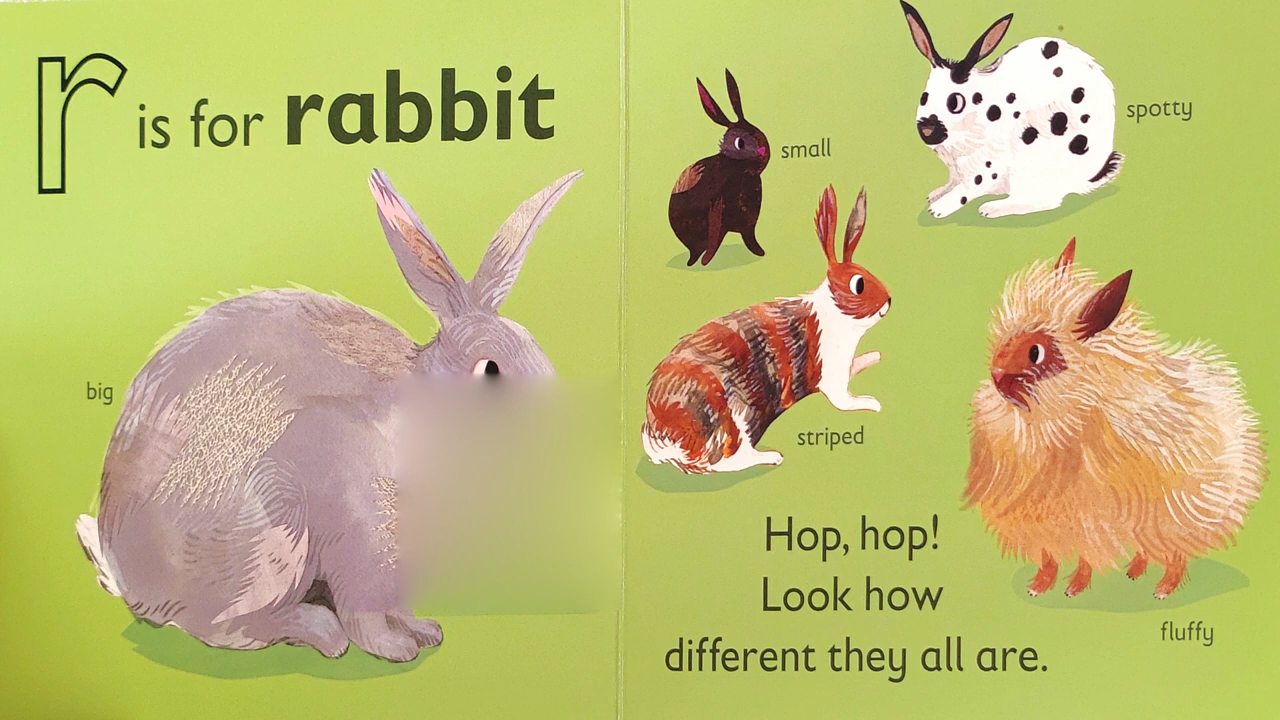 r is for rabbit
big
small
spotty
striped
fluffy
Hop, hop!
Look how
different they all are.